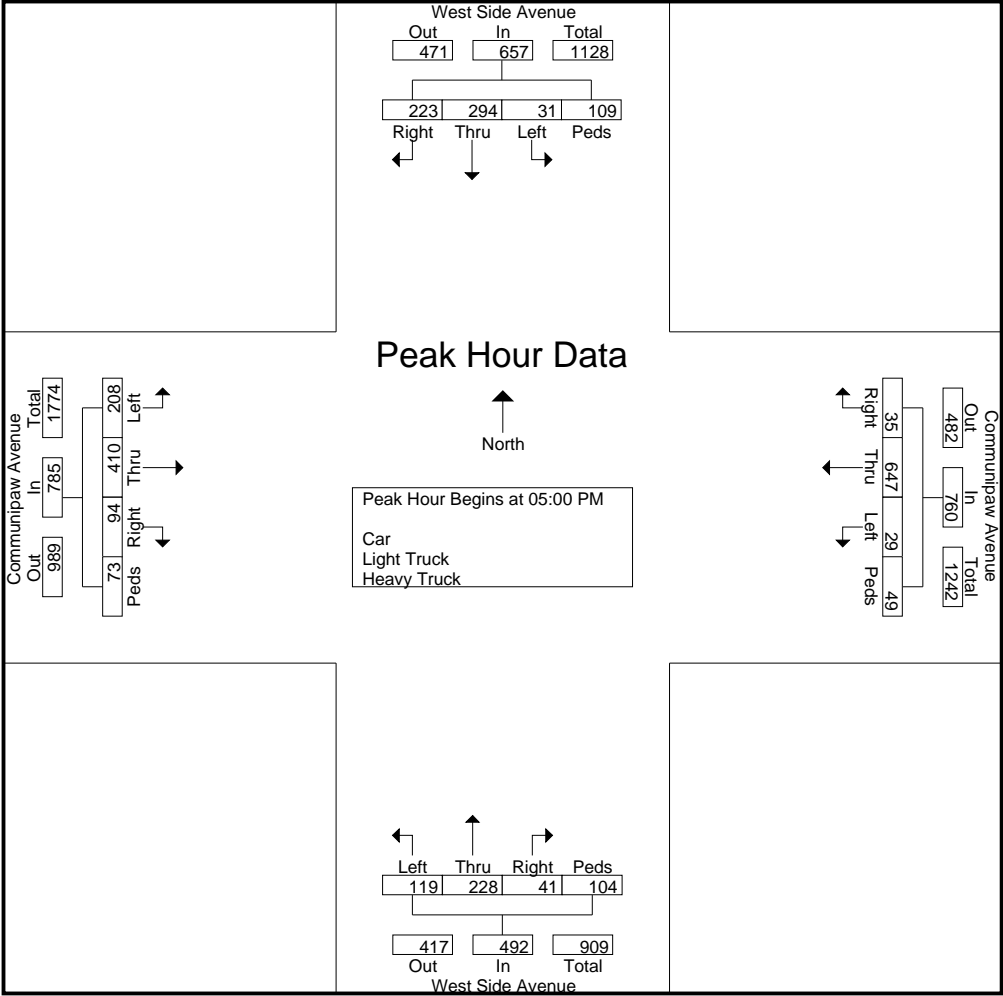 West Side Avenue
Out In Total
471 657 1128
223 294 31 109
Right Thru Left Peds
Peak Hour Data
North
Peak Hour Begins at 05:00 PM
Car
Light Truck
Heavy Truck
Communipaw Avenue
Total In Out
1774 785 989
208 410 94 73
Left Thru Right Peds
Communipaw Avenue
Out In Total
482 760 1242
35 647 29 49
Right Thru Left Peds
Left Thru Right Peds
119 228 41 104
417 492 909
Out In Total
West Side Avenue